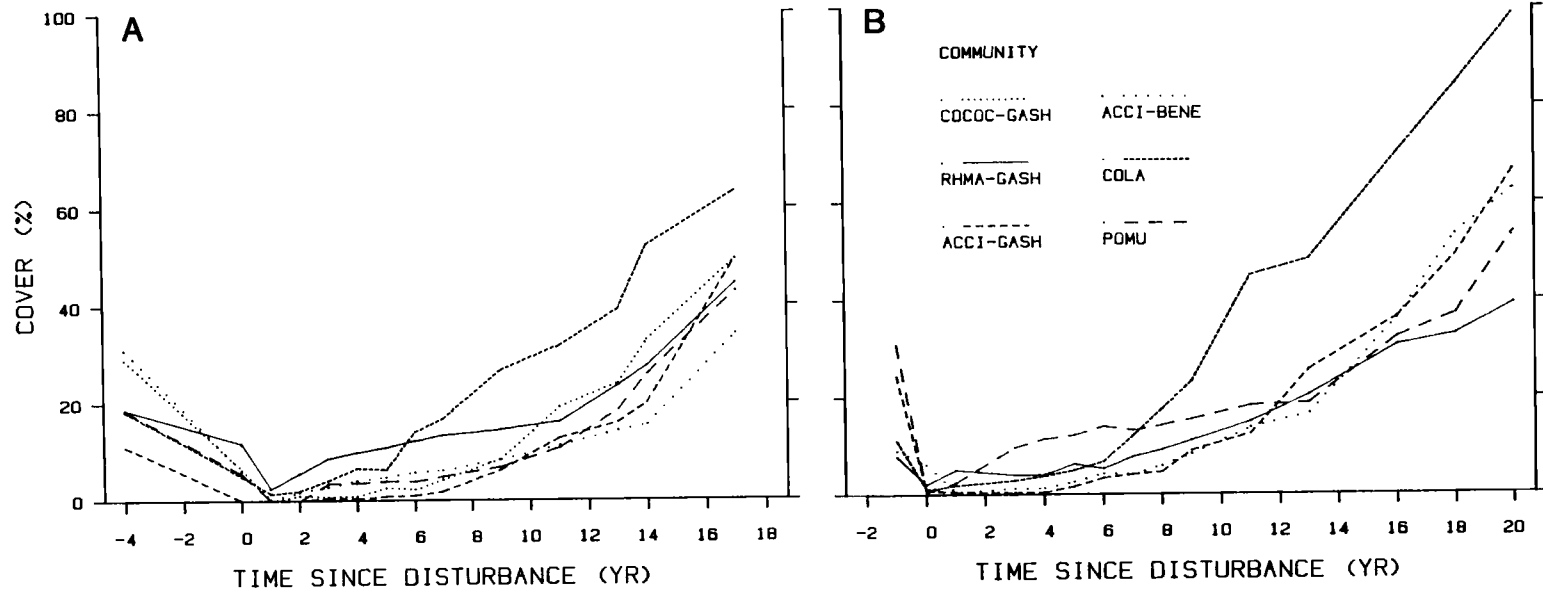 A
100
80
60
40
20
0
COVER (%)
-4 -2 0 2 4 6 8 10 12 14 16 18
TIME SINCE DISTURBANCE (YR)
B
COMMUNITY
COCOC-GASH ACCI-BENE
RHMA-GASH COLA
ACCI-GASH POMU
-2 0 2 4 6 8 10 12 14 16 18 20
TIME SINCE DISTURBANCE (YR)